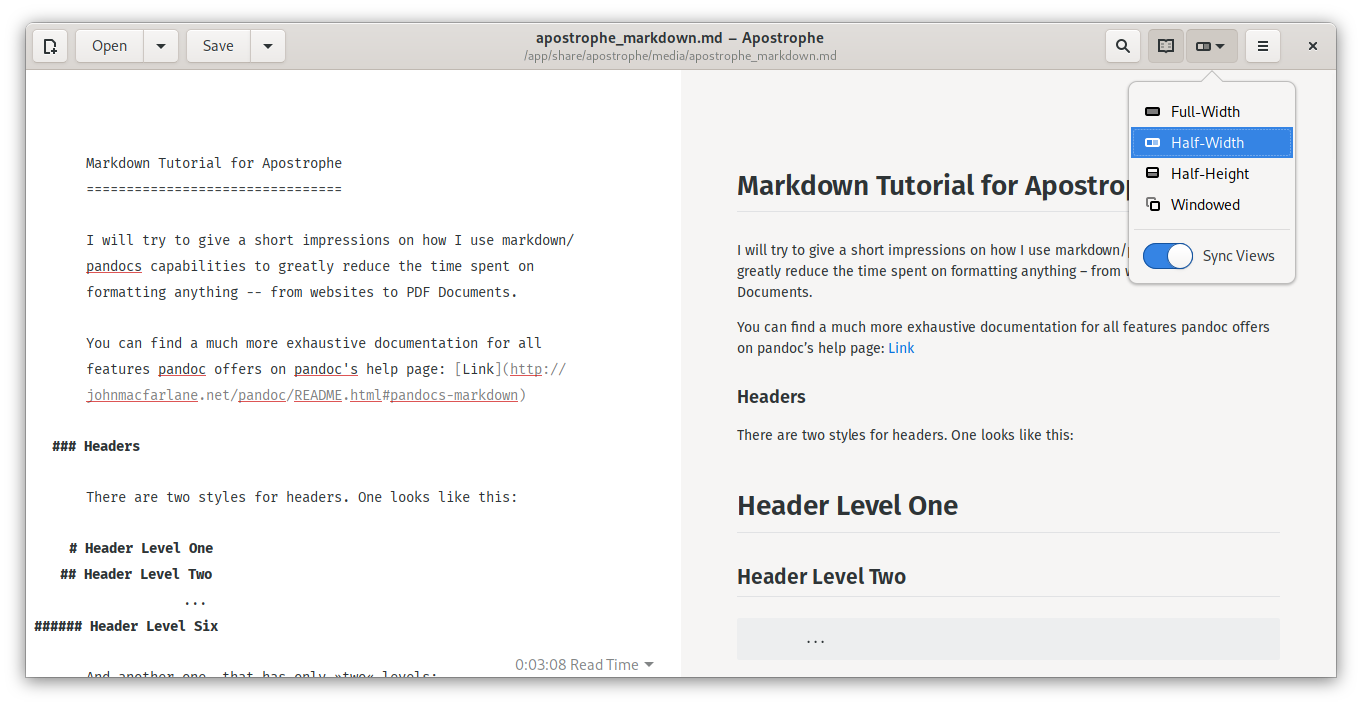 Open
Save
apostrophe_markdown.md – Apostrophe
/app/share/apostrophe/media/apostrophe_markdown.md
Full-Width
Half-Width
Half-Height
Windowed
Sync Views
Markdown Tutorial for Apostrophe
================================
I will try to give a short impressions on how I use markdown/
pandocs capabilities to greatly reduce the time spent on
formatting anything -- from websites to PDF Documents.
You can find a much more exhaustive documentation for all
features pandoc offers on pandoc's help page: [Link](http://
johnmacfarlane.net/pandoc/README.html#pandocs-markdown)
### Headers
There are two styles for headers. One looks like this:
# Header Level One
## Header Level Two
...
###### Header Level Six
And another one, that has only »two« levels:
0:03:08 Read Time
Markdown Tutorial for Apostro
I will try to give a short impressions on how I use markdown/
greatly reduce the time spent on formatting anything – from
Documents.
You can find a much more exhaustive documentation for all features pandoc offers
on pandoc’s help page: Link
Headers
There are two styles for headers. One looks like this:
Header Level One
Header Level Two
...